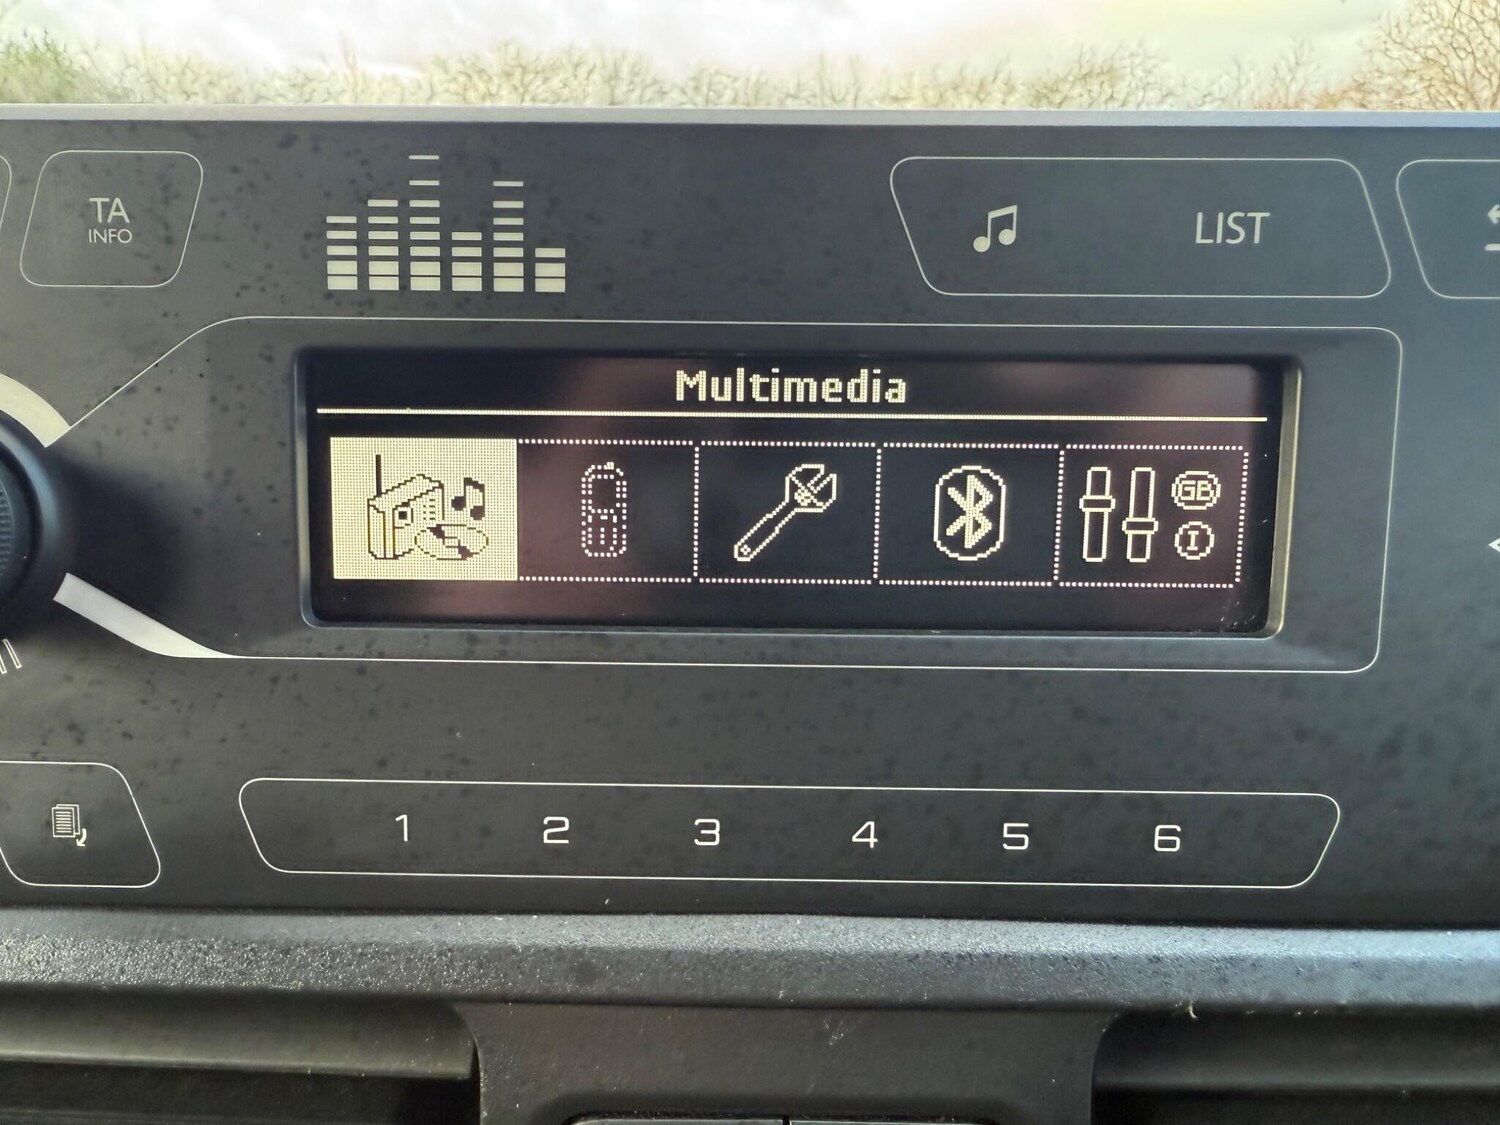 TA
INFO
LIST
Multimedia
GB
I
1 2 3 4 5 6